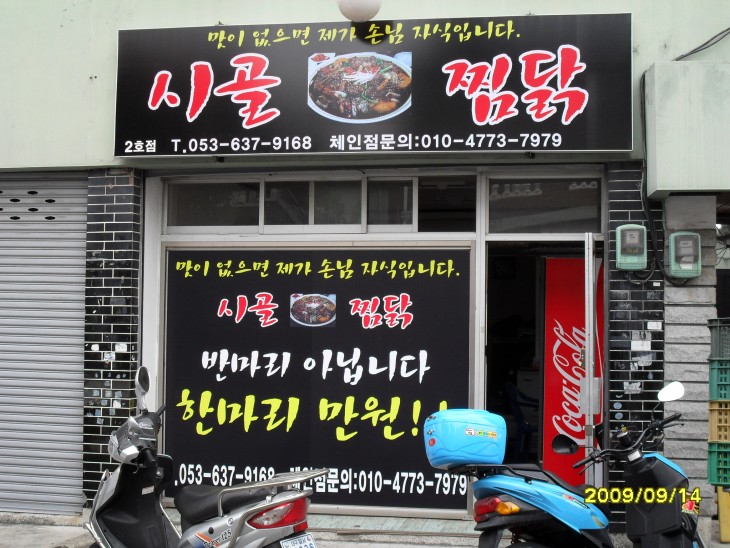 맛이 없으면 제가 손님 자식입니다.
시골 찜닭
2호점 T.053-637-9168 체인점문의:010-4773-7979
맛이 없으면 제가 손님 자식입니다.
시골 찜닭
반마리 아닙니다
한마리 만원!!
.053-637-9168 체인점문의:010-4773-7979
Coca-Cola
2009/09/14